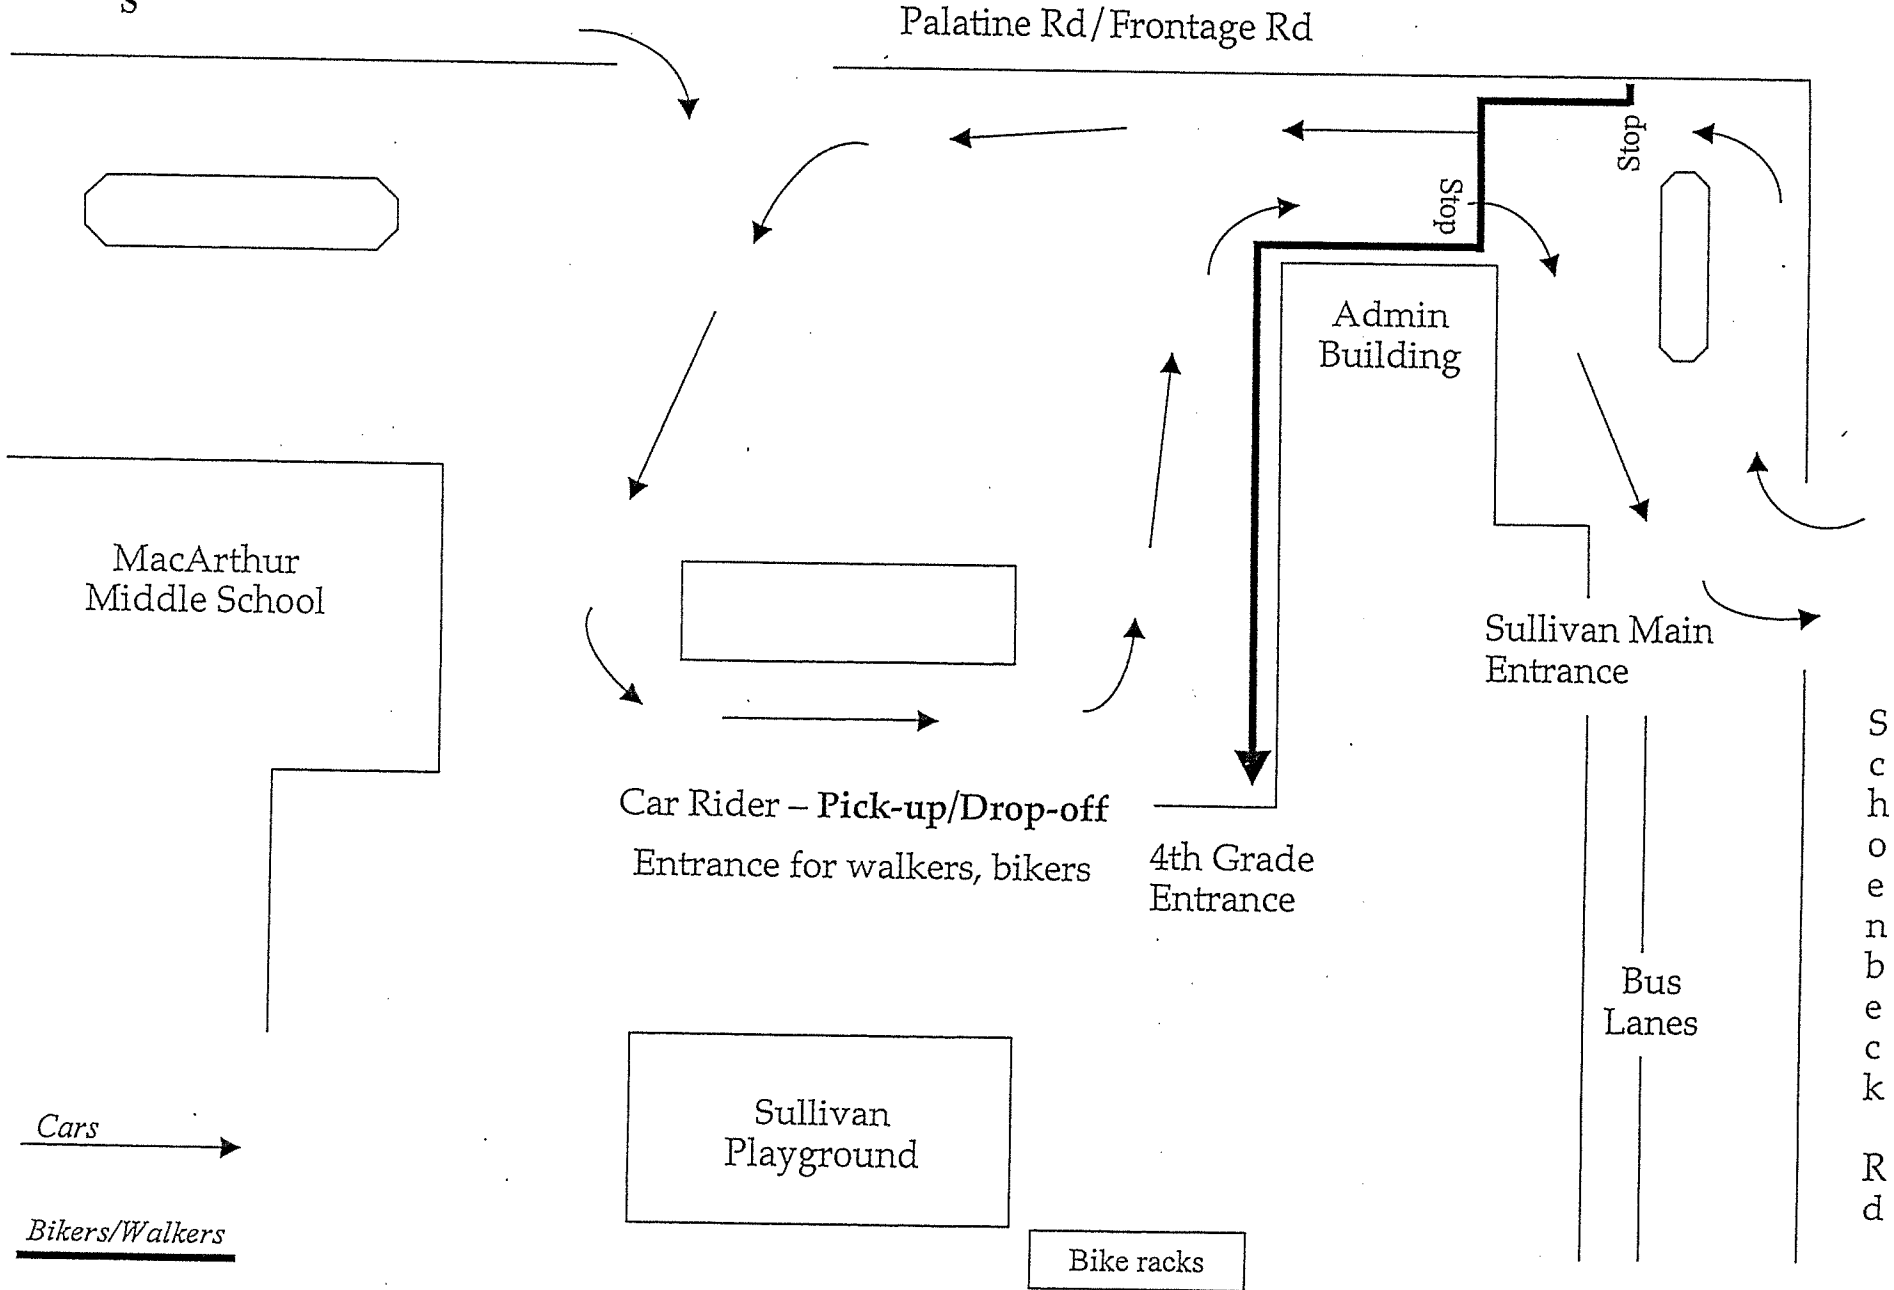 s
Palatine Rd/Frontage Rd
Stop
Stop
Admin
Building
MacArthur
Middle School
Sullivan Main
Entrance
Car Rider – Pick-up/Drop-off
Entrance for walkers, bikers
4th Grade
Entrance
Schoenbeck Rd
Bus
Lanes
Sullivan
Playground
Cars
Bikers/Walkers
Bike racks